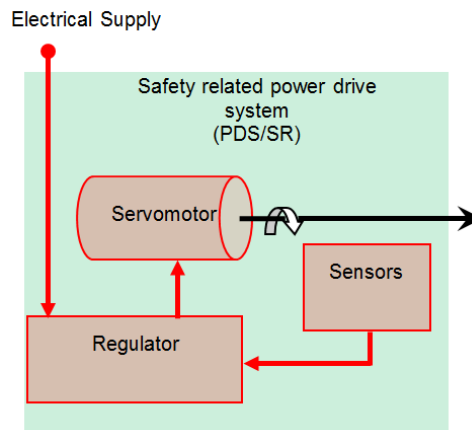 Electrical Supply
Safety related power drive
system
(PDS/SR)
Servomotor
Sensors
Regulator